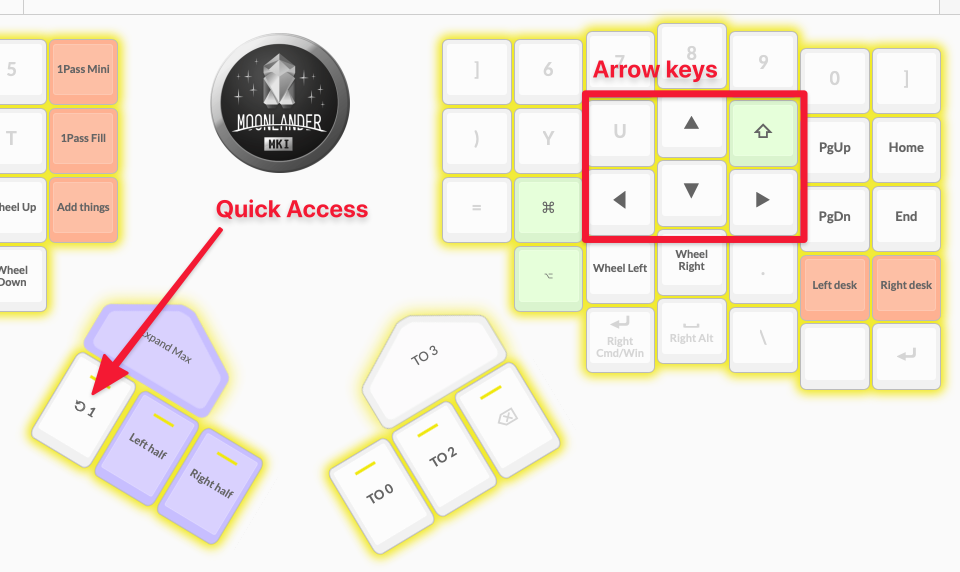 5
1Pass Mini
]
6
7
8
9
0
]
Arrow keys
MOONLANDER
MKI
T
1Pass Fill
)
Y
U
▲
⇧
PgUp
Home
heel Up
Add things
Quick Access
=
⌘
◀
▼
▶
PgDn
End
Wheel
Down
⌥
Wheel Left
Wheel
Right
.
Left desk
Right desk
Expand Max
TO 3
Right
Cmd/Win
Right Alt
\
1
Left half
Right half
TO 0
TO 2